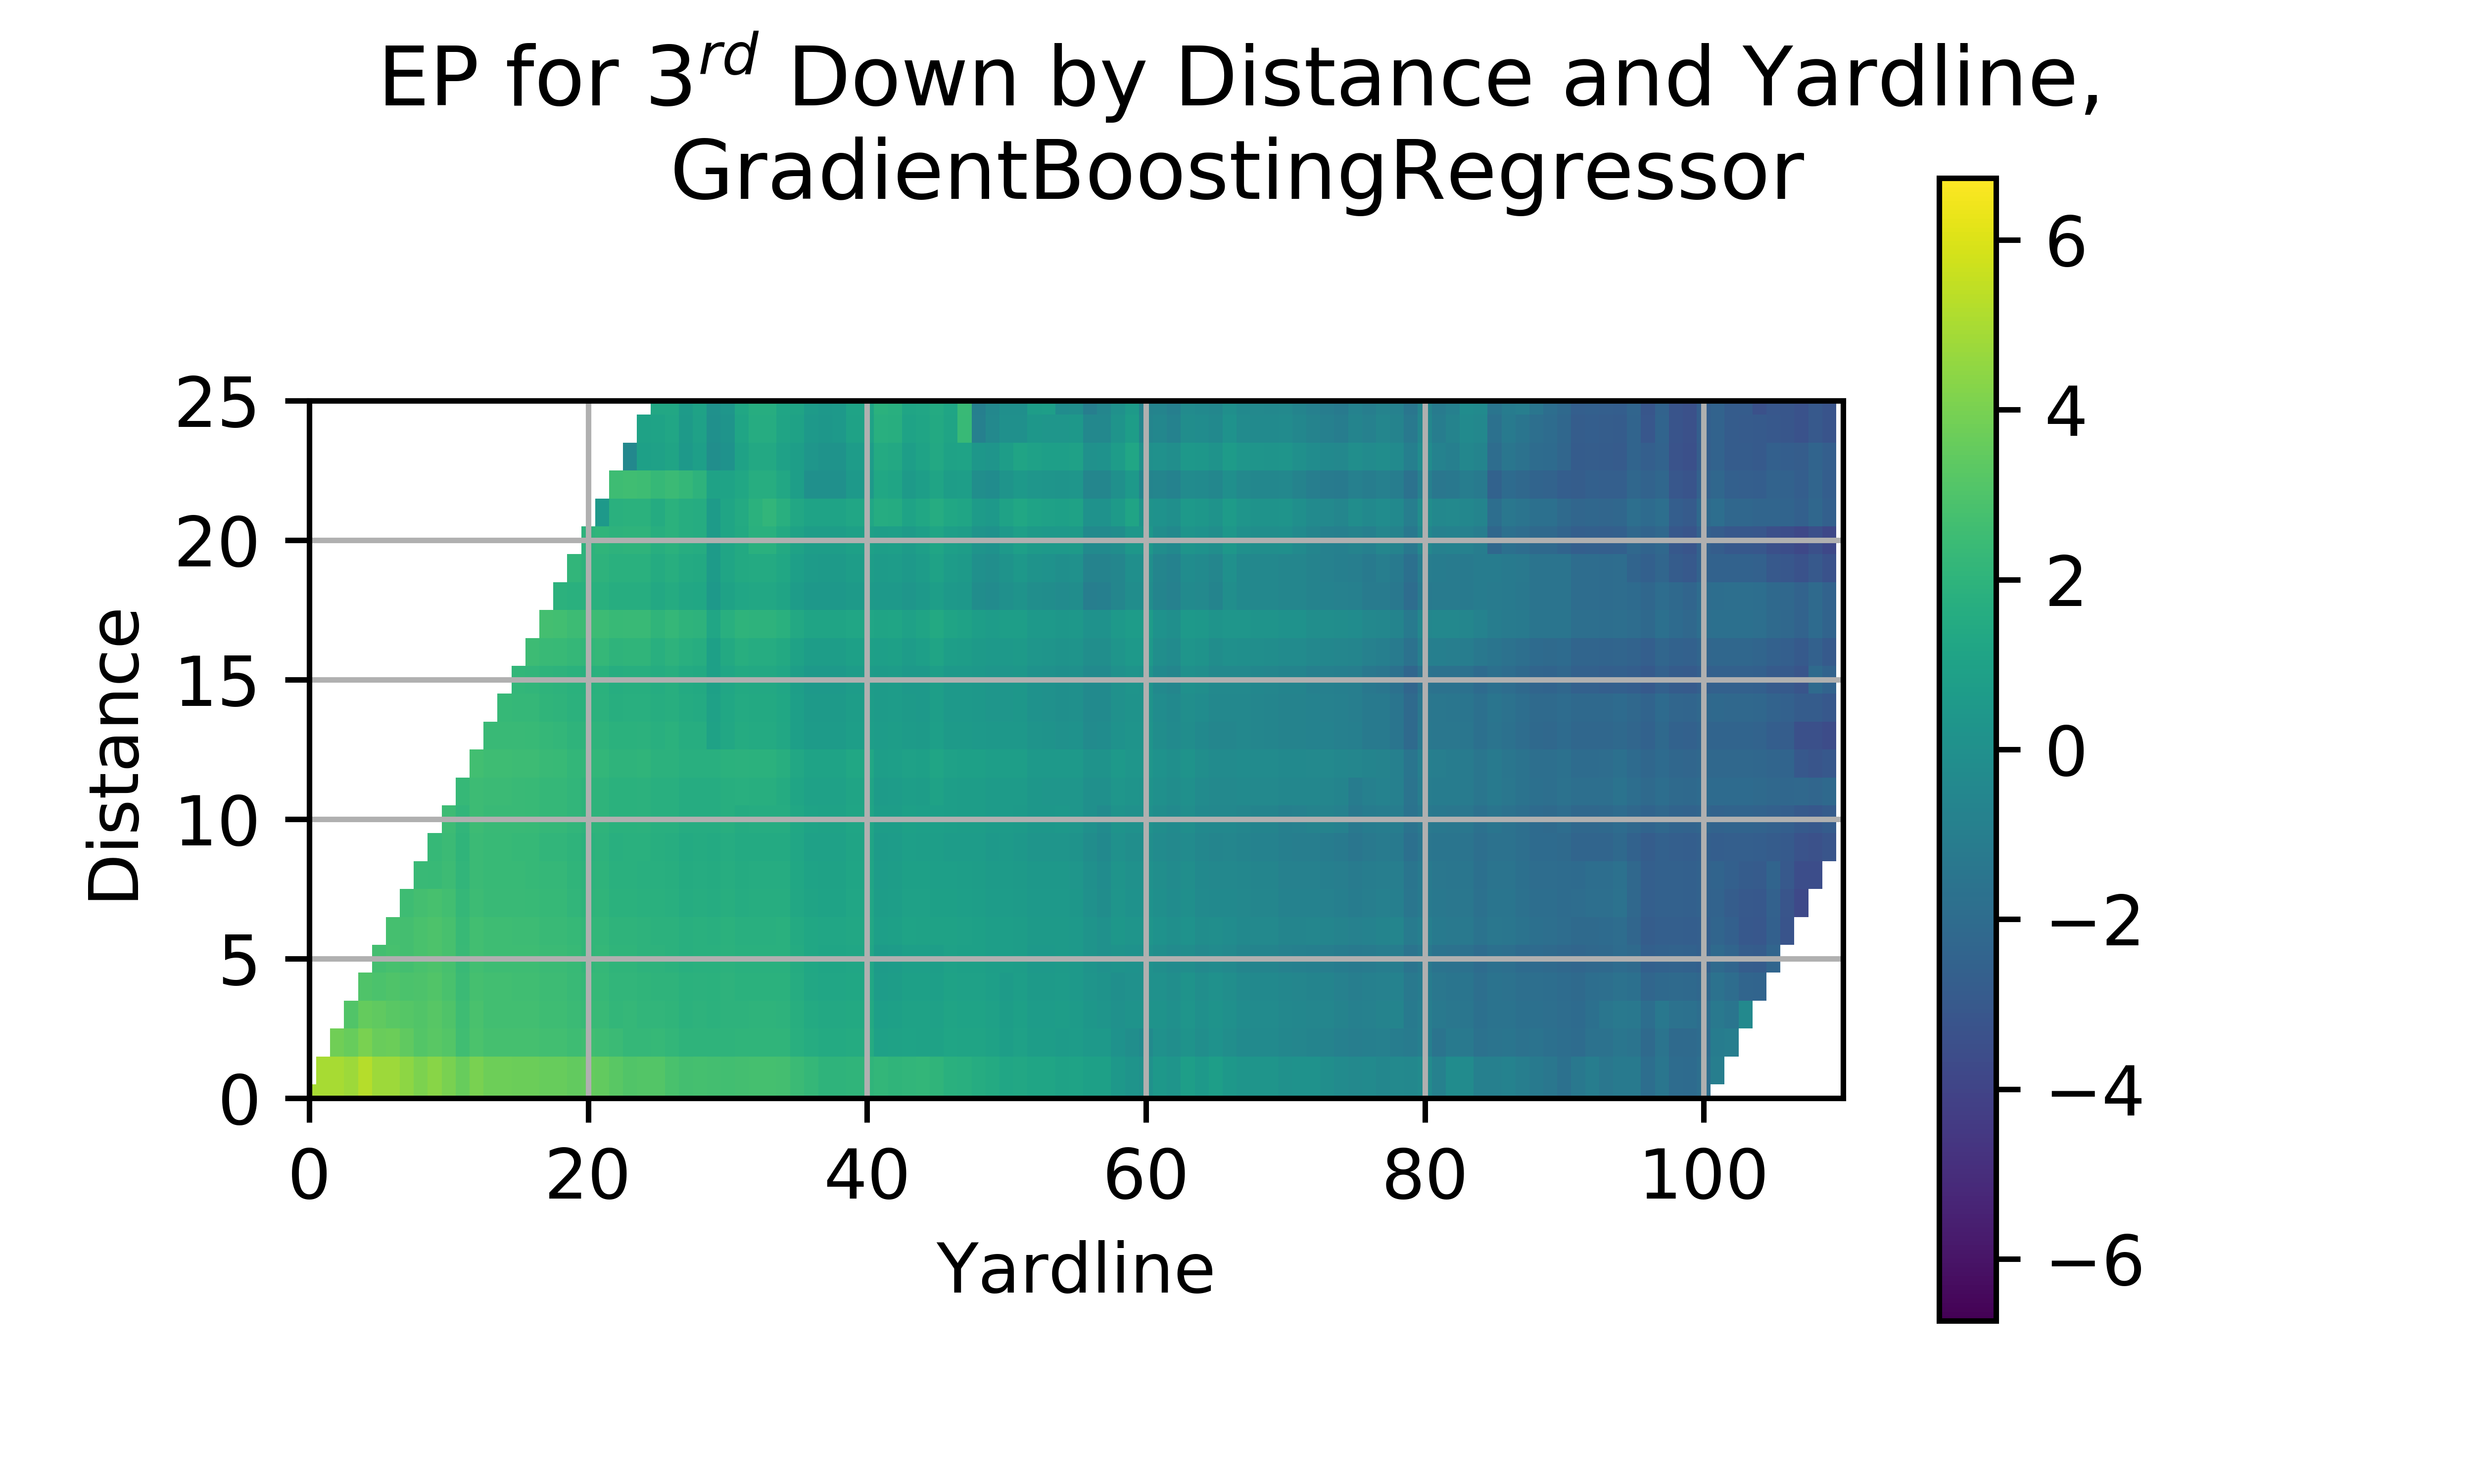 EP for 3rd Down by Distance and Yardline,
GradientBoostingRegressor
6
4
2
0
−2
−4
−6
25
20
15
10
5
0
Distance
0 20 40 60 80 100
Yardline